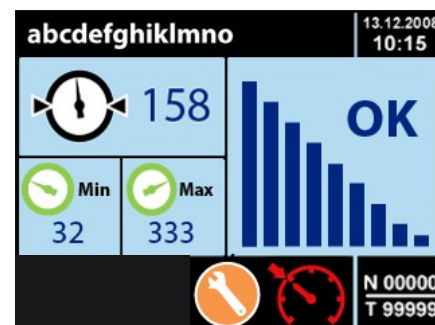 abcdefghiklmno
13.12.2008
10:15
158
OK
Min
Max
32
333
N 00000
T 99999